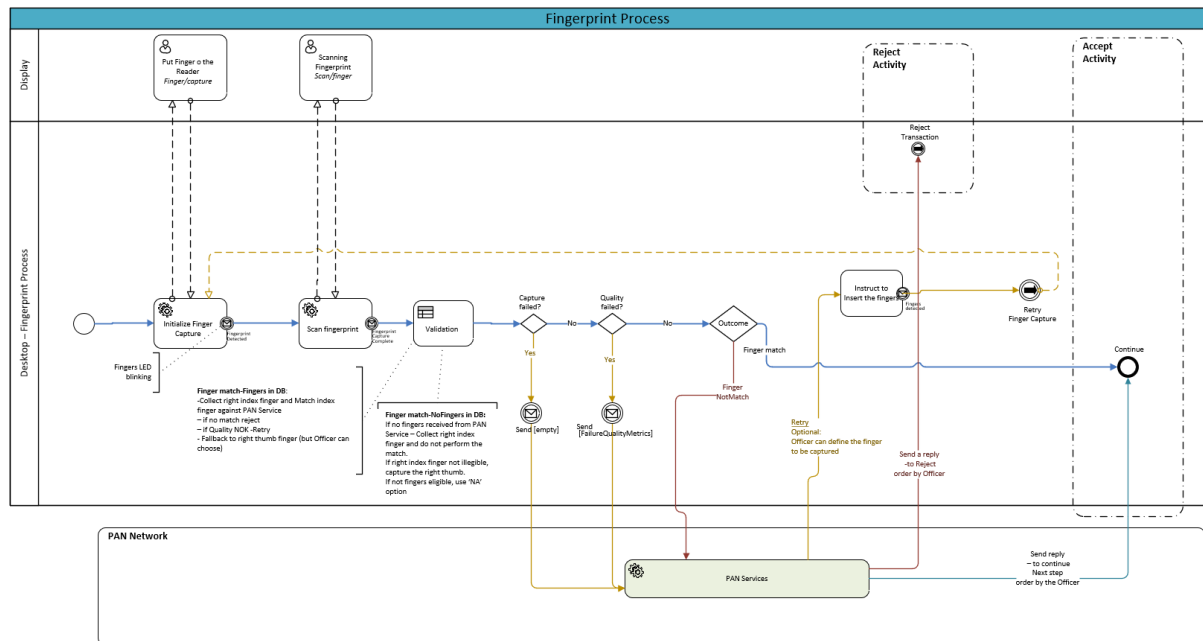 Fingerprint Process
Display
Put Finger o the
Reader
Finger/capture
Scanning
Fingerprint
Scan/finger
Reject
Activity
Accept
Activity
Desktop – Fingerprint Process
Reject
Transaction
Initialize Finger
Capture
Fingerprint
Detected
Scan fingerprint
Fingerprint
Capture
Complete
Validation
Capture
failed?
No
Quality
failed?
No
Outcome
Finger match
Instruct to
Insert the fingers
Fingers
detected
Retry
Finger Capture
Continue
Yes
Yes
Finger
NotMatch
Fingers LED
blinking
Finger match-Fingers in DB:
-Collect right index finger and Match index
finger against PAN Service
– if no match reject
– if Quality NOK -Retry
- Fallback to right thumb finger (but Officer can
choose)
Finger match-NoFingers in DB:
If no fingers received from PAN
Service – Collect right index
finger and do not perform the
match.
If right index finger not illegible,
capture the right thumb.
If not fingers eligible, use ‘NA’
option
Send [empty]
Send
[FailureQualityMetrics]
Retry
Optional:
Officer can define the finger
to be captured
Send a reply
-to Reject
order by Officer
PAN Network
PAN Services
Send reply
– to continue
Next step
order by the Officer